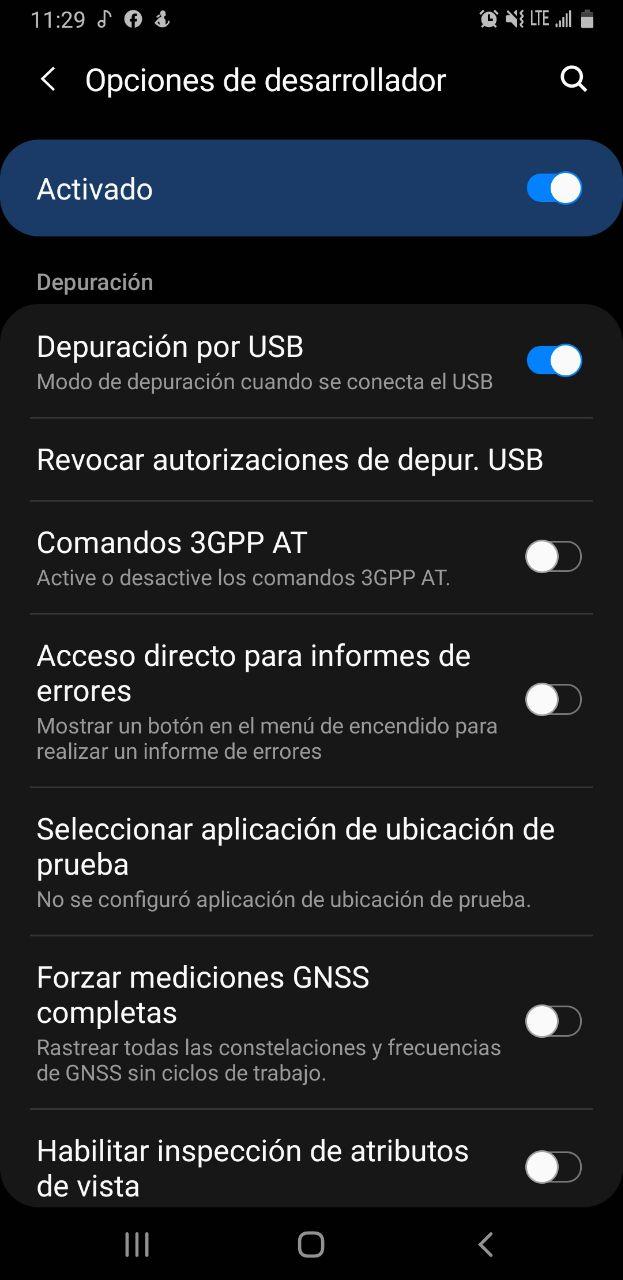 11:29
LTE
Opciones de desarrollador
Activado
Depuración
Depuración por USB
Modo de depuración cuando se conecta el USB
Revocar autorizaciones de depur. USB
Comandos 3GPP AT
Active o desactive los comandos 3GPP AT.
Acceso directo para informes de
errores
Mostrar un botón en el menú de encendido para
realizar un informe de errores
Seleccionar aplicación de ubicación de
prueba
No se configuró aplicación de ubicación de prueba.
Forzar mediciones GNSS
completas
Rastrear todas las constelaciones y frecuencias
de GNSS sin ciclos de trabajo.
Habilitar inspección de atributos
de vista